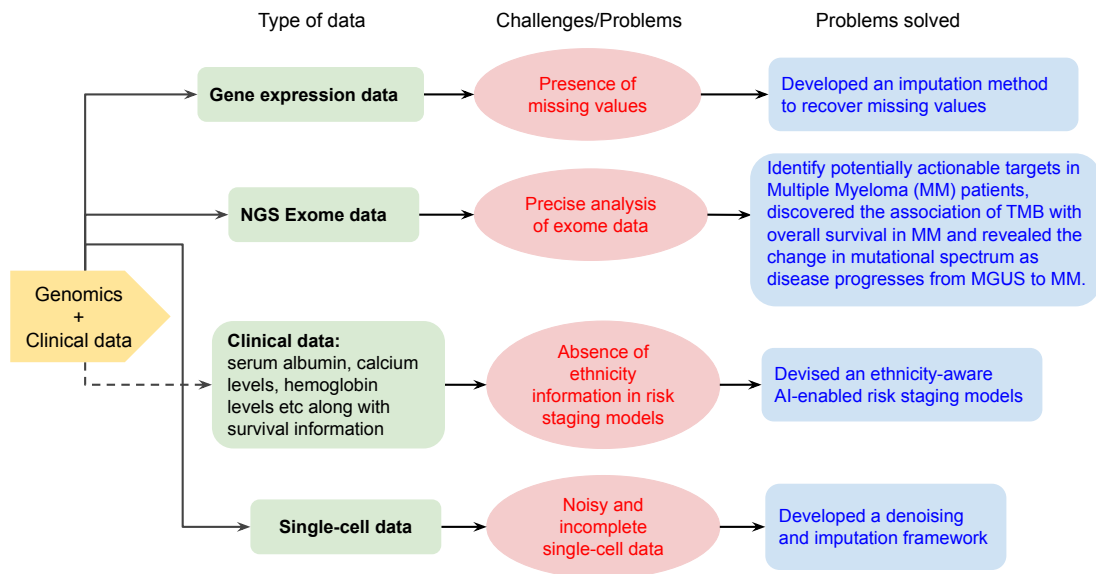 Type of data
Challenges/Problems
Problems solved
Gene expression data
Presence of
missing values
Developed an imputation method
to recover missing values
NGS Exome data
Precise analysis
of exome data
Identify potentially actionable targets in
Multiple Myeloma (MM) patients,
discovered the association of TMB with
overall survival in MM and revealed the
change in mutational spectrum as
disease progresses from MGUS to MM.
Genomics
+
Clinical data
Clinical data:
serum albumin, calcium
levels, hemoglobin
levels etc along with
survival information
Absence of
ethnicity
information in risk
staging models
Devised an ethnicity-aware
AI-enabled risk staging models
Single-cell data
Noisy and
incomplete
single-cell data
Developed a denoising
and imputation framework